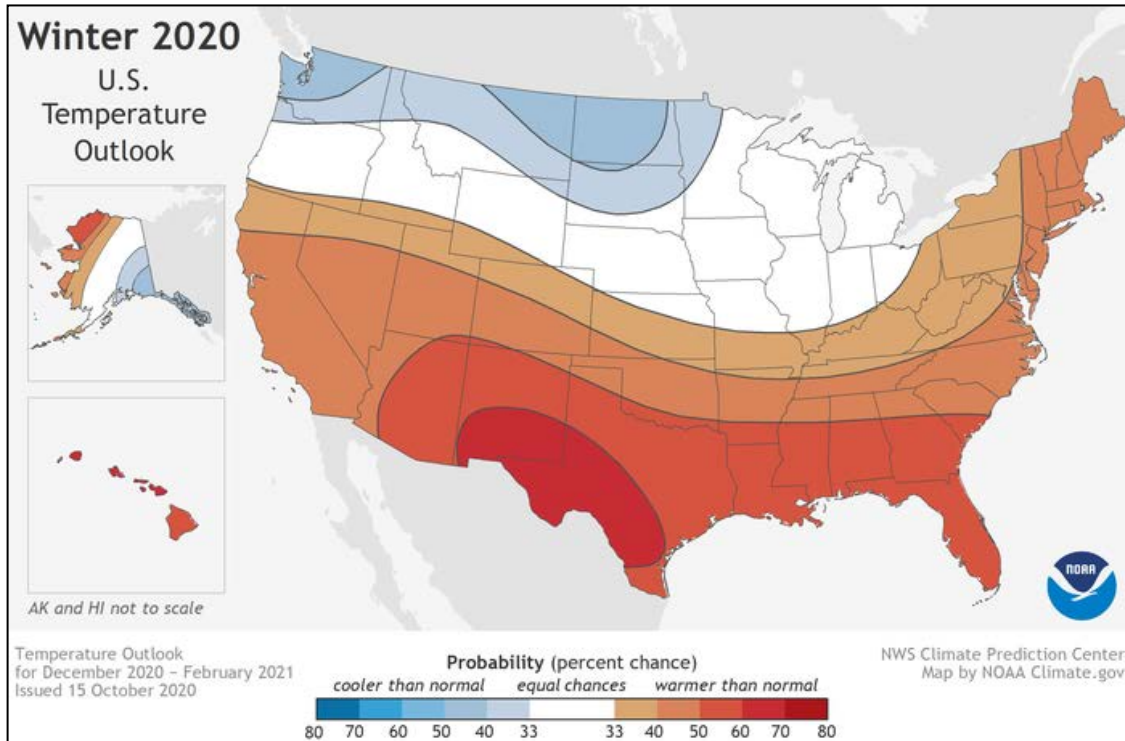 Winter 2020
U.S.
Temperature
Outlook
AK and HI not to scale
NOAA
Temperature Outlook
for December 2020 – February 2021
Issued 15 October 2020
Probability (percent chance)
cooler than normal equal chances warmer than normal
80 70 60 50 40 33 33 40 50 60 70 80
NWS Climate Prediction Center
Map by NOAA Climate.gov